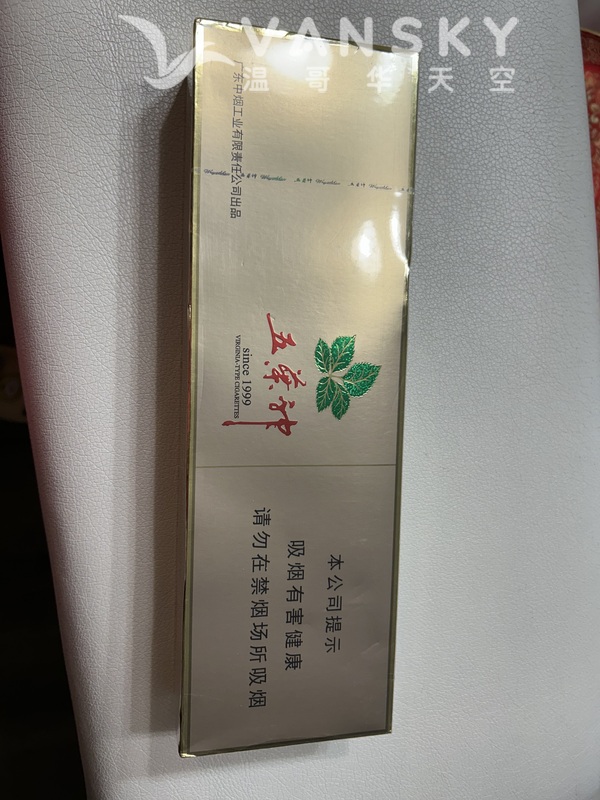 VANSKY
温哥华天空
广东中烟工业有限责任公司出品
五叶神
since 1999
VIRGINIA-TYPE CIGARETTES
本公司提示
吸烟有害健康
请勿在禁烟场所吸烟